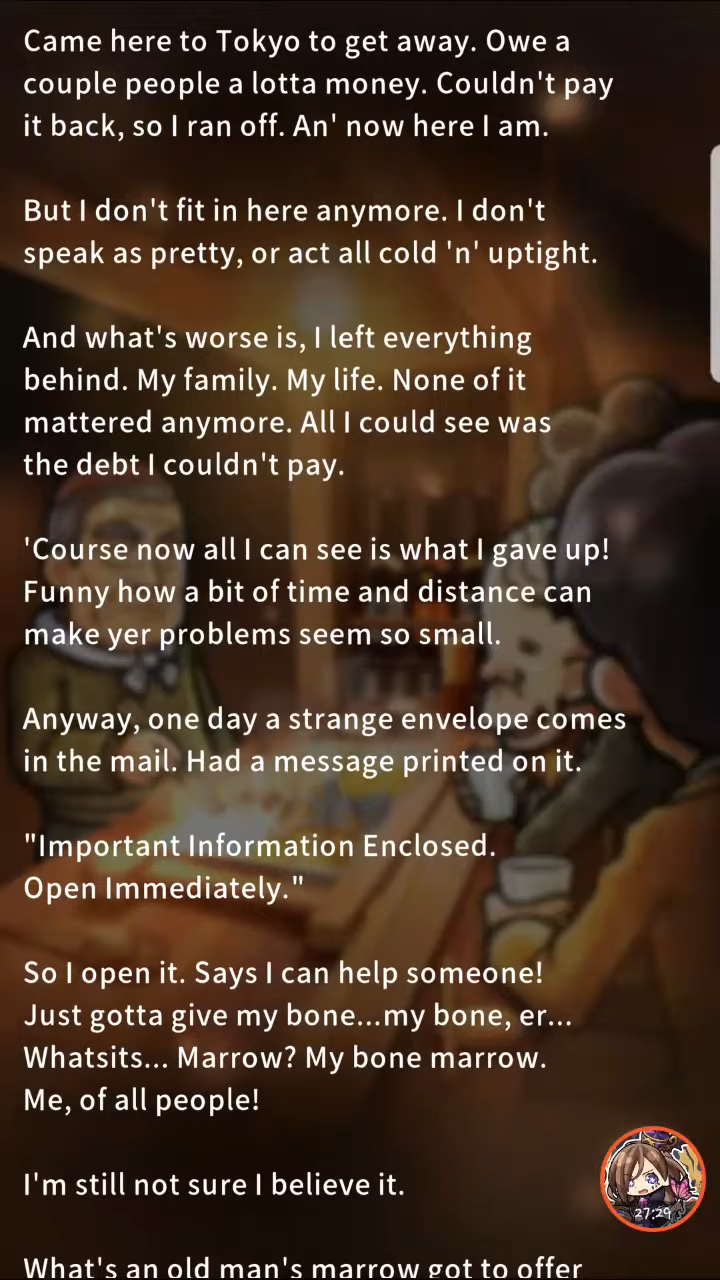 Came here to Tokyo to get away. Owe a
couple people a lotta money. Couldn't pay
it back, so I ran off. An' now here I am.
But I don't fit in here anymore. I don't
speak as pretty, or act all cold 'n' uptight.
And what's worse is, I left everything
behind. My family. My life. None of it
mattered anymore. All I could see was
the debt I couldn't pay.
'Course now all I can see is what I gave up!
Funny how a bit of time and distance can
make yer problems seem so small.
Anyway, one day a strange envelope comes
in the mail. Had a message printed on it.
"Important Information Enclosed.
Open Immediately."
So I open it. Says I can help someone!
Just gotta give my bone...my bone, er...
Whatsits... Marrow? My bone marrow.
Me, of all people!
I'm still not sure I believe it.
27:29
What's an old man's marrow got to offer